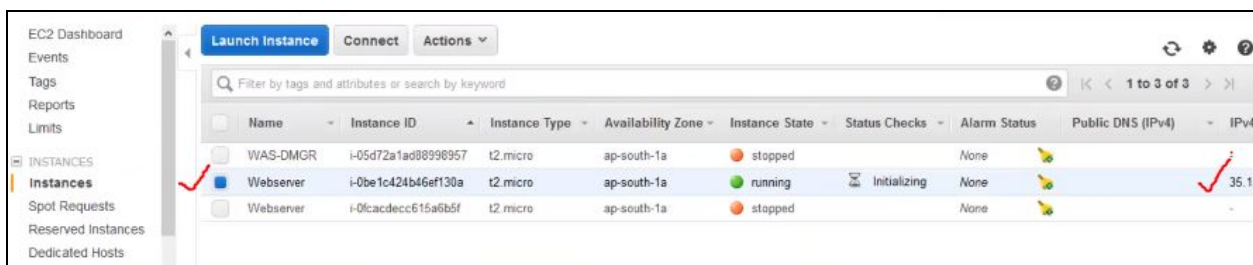 EC2 Dashboard
Events
Tags
Reports
Limits
INSTANCES
Instances
Spot Requests
Reserved Instances
Dedicated Hosts
Launch Instance Connect Actions
Filter by tags and attributes or search by keyword 1 to 3 of 3
Name Instance ID Instance Type Availability Zone Instance State Status Checks Alarm Status Public DNS (IPv4) IPv4
WAS-DMGR i-05d72a1ad88998957 t2.micro ap-south-1a stopped None -
Webserver i-0be1c424b46ef130a t2.micro ap-south-1a running Initializing None 35.1
Webserver i-0fcacdecc615a6b5f t2.micro ap-south-1a stopped None -